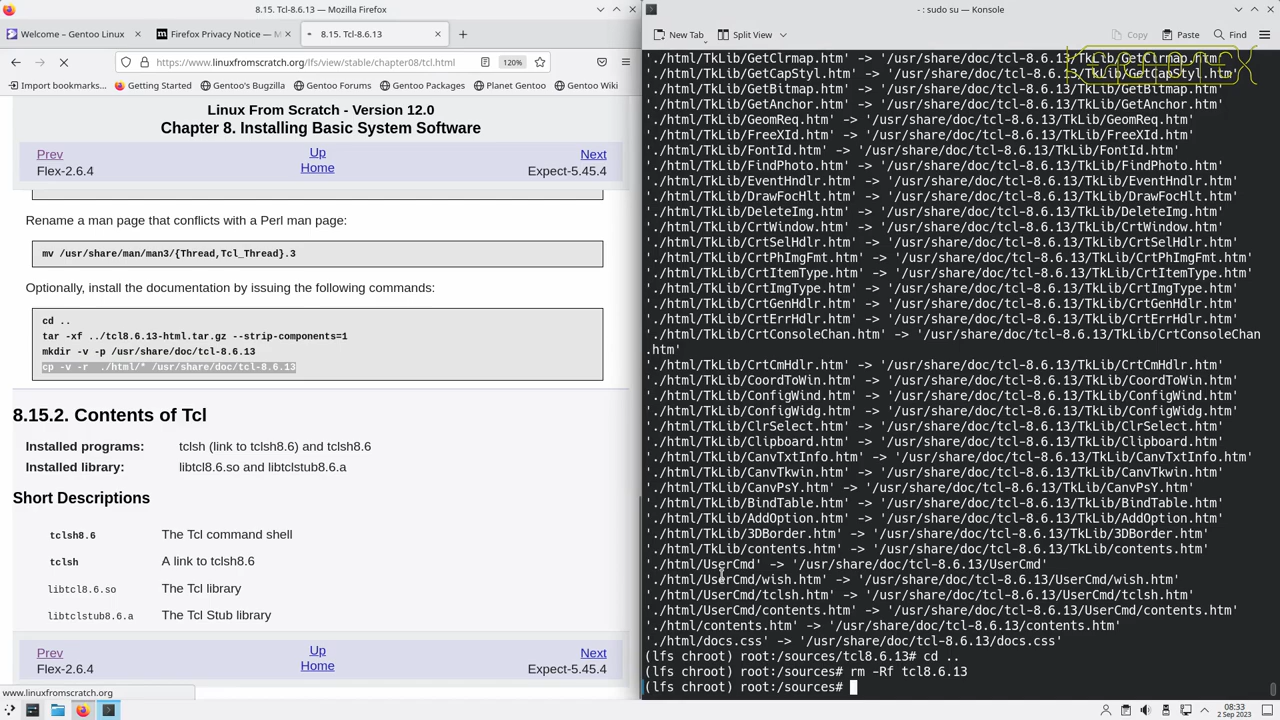 8.15. Tcl-8.6.13 — Mozilla Firefox
Welcome – Gentoo Linux
Firefox Privacy Notice — M
8.15. Tcl-8.6.13
https://www.linuxfromscratch.org/lfs/view/stable/chapter08/tcl.html
120%
Import bookmarks...
Getting Started
Gentoo's Bugzilla
Gentoo Forums
Gentoo Packages
Planet Gentoo
Gentoo Wiki
Linux From Scratch - Version 12.0
Chapter 8. Installing Basic System Software
Prev
Up
Next
Flex-2.6.4
Home
Expect-5.45.4
Rename a man page that conflicts with a Perl man page:
mv /usr/share/man/man3/{Thread,Tcl_Thread}.3
Optionally, install the documentation by issuing the following commands:
cd ..
tar -xf ../tcl8.6.13-html.tar.gz --strip-components=1
mkdir -v -p /usr/share/doc/tcl-8.6.13
cp -v -r  ./html/* /usr/share/doc/tcl-8.6.13
8.15.2. Contents of Tcl
Installed programs: tclsh (link to tclsh8.6) and tclsh8.6
Installed library: libtcl8.6.so and libtclstub8.6.a
Short Descriptions
tclsh8.6 The Tcl command shell
tclsh A link to tclsh8.6
libtcl8.6.so The Tcl library
libtclstub8.6.a The Tcl Stub library
Prev
Up
Next
Flex-2.6.4
Home
Expect-5.45.4
www.linuxfromscratch.org
- : sudo su — Konsole
New Tab
Split View
Copy
Paste
Find
'./html/TkLib/GetClrmap.htm' -> '/usr/share/doc/tcl-8.6.13/TkLib/GetClrmap.htm'
'./html/TkLib/GetCapStyl.htm' -> '/usr/share/doc/tcl-8.6.13/TkLib/GetCapStyl.htm'
'./html/TkLib/GetBitmap.htm' -> '/usr/share/doc/tcl-8.6.13/TkLib/GetBitmap.htm'
'./html/TkLib/GetAnchor.htm' -> '/usr/share/doc/tcl-8.6.13/TkLib/GetAnchor.htm'
'./html/TkLib/GeomReq.htm' -> '/usr/share/doc/tcl-8.6.13/TkLib/GeomReq.htm'
'./html/TkLib/FreeXId.htm' -> '/usr/share/doc/tcl-8.6.13/TkLib/FreeXId.htm'
'./html/TkLib/FontId.htm' -> '/usr/share/doc/tcl-8.6.13/TkLib/FontId.htm'
'./html/TkLib/FindPhoto.htm' -> '/usr/share/doc/tcl-8.6.13/TkLib/FindPhoto.htm'
'./html/TkLib/EventHndlr.htm' -> '/usr/share/doc/tcl-8.6.13/TkLib/EventHndlr.htm'
'./html/TkLib/DrawFocHlt.htm' -> '/usr/share/doc/tcl-8.6.13/TkLib/DrawFocHlt.htm'
'./html/TkLib/DeleteImg.htm' -> '/usr/share/doc/tcl-8.6.13/TkLib/DeleteImg.htm'
'./html/TkLib/CrtWindow.htm' -> '/usr/share/doc/tcl-8.6.13/TkLib/CrtWindow.htm'
'./html/TkLib/CrtSelHdlr.htm' -> '/usr/share/doc/tcl-8.6.13/TkLib/CrtSelHdlr.htm'
'./html/TkLib/CrtPhImgFmt.htm' -> '/usr/share/doc/tcl-8.6.13/TkLib/CrtPhImgFmt.htm'
'./html/TkLib/CrtItemType.htm' -> '/usr/share/doc/tcl-8.6.13/TkLib/CrtItemType.htm'
'./html/TkLib/CrtImgType.htm' -> '/usr/share/doc/tcl-8.6.13/TkLib/CrtImgType.htm'
'./html/TkLib/CrtGenHdlr.htm' -> '/usr/share/doc/tcl-8.6.13/TkLib/CrtGenHdlr.htm'
'./html/TkLib/CrtErrHdlr.htm' -> '/usr/share/doc/tcl-8.6.13/TkLib/CrtErrHdlr.htm'
'./html/TkLib/CrtConsoleChan.htm' -> '/usr/share/doc/tcl-8.6.13/TkLib/CrtConsoleChan
.htm'
'./html/TkLib/CrtCmHdlr.htm' -> '/usr/share/doc/tcl-8.6.13/TkLib/CrtCmHdlr.htm'
'./html/TkLib/CoordToWin.htm' -> '/usr/share/doc/tcl-8.6.13/TkLib/CoordToWin.htm'
'./html/TkLib/ConfigWind.htm' -> '/usr/share/doc/tcl-8.6.13/TkLib/ConfigWind.htm'
'./html/TkLib/ConfigWidg.htm' -> '/usr/share/doc/tcl-8.6.13/TkLib/ConfigWidg.htm'
'./html/TkLib/ClrSelect.htm' -> '/usr/share/doc/tcl-8.6.13/TkLib/ClrSelect.htm'
'./html/TkLib/Clipboard.htm' -> '/usr/share/doc/tcl-8.6.13/TkLib/Clipboard.htm'
'./html/TkLib/CanvTxtInfo.htm' -> '/usr/share/doc/tcl-8.6.13/TkLib/CanvTxtInfo.htm'
'./html/TkLib/CanvTkwin.htm' -> '/usr/share/doc/tcl-8.6.13/TkLib/CanvTkwin.htm'
'./html/TkLib/CanvPsY.htm' -> '/usr/share/doc/tcl-8.6.13/TkLib/CanvPsY.htm'
'./html/TkLib/BindTable.htm' -> '/usr/share/doc/tcl-8.6.13/TkLib/BindTable.htm'
'./html/TkLib/AddOption.htm' -> '/usr/share/doc/tcl-8.6.13/TkLib/AddOption.htm'
'./html/TkLib/3DBorder.htm' -> '/usr/share/doc/tcl-8.6.13/TkLib/3DBorder.htm'
'./html/TkLib/contents.htm' -> '/usr/share/doc/tcl-8.6.13/TkLib/contents.htm'
'./html/UserCmd' -> '/usr/share/doc/tcl-8.6.13/UserCmd'
'./html/UserCmd/wish.htm' -> '/usr/share/doc/tcl-8.6.13/UserCmd/wish.htm'
'./html/UserCmd/tclsh.htm' -> '/usr/share/doc/tcl-8.6.13/UserCmd/tclsh.htm'
'./html/UserCmd/contents.htm' -> '/usr/share/doc/tcl-8.6.13/UserCmd/contents.htm'
'./html/contents.htm' -> '/usr/share/doc/tcl-8.6.13/contents.htm'
'./html/docs.css' -> '/usr/share/doc/tcl-8.6.13/docs.css'
(lfs chroot) root:/sources/tcl8.6.13# cd ..
(lfs chroot) root:/sources# rm -Rf tcl8.6.13
(lfs chroot) root:/sources#
08:33
2 Sep 2023